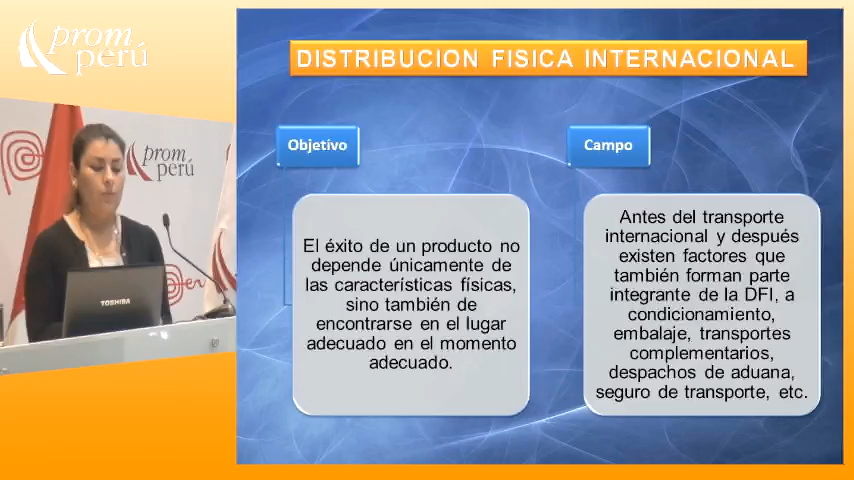 prom
perú
DISTRIBUCION FISICA INTERNACIONAL
Objetivo
Campo
El éxito de un producto no
depende únicamente de
las características físicas,
sino también de
encontrarse en el lugar
adecuado en el momento
adecuado.
Antes del transporte
internacional y después
existen factores que
también forman parte
integrante de la DFI, a
condicionamiento,
embalaje, transportes
complementarios,
despachos de aduana,
seguro de transporte, etc.
prom
perú
TOSHIBA